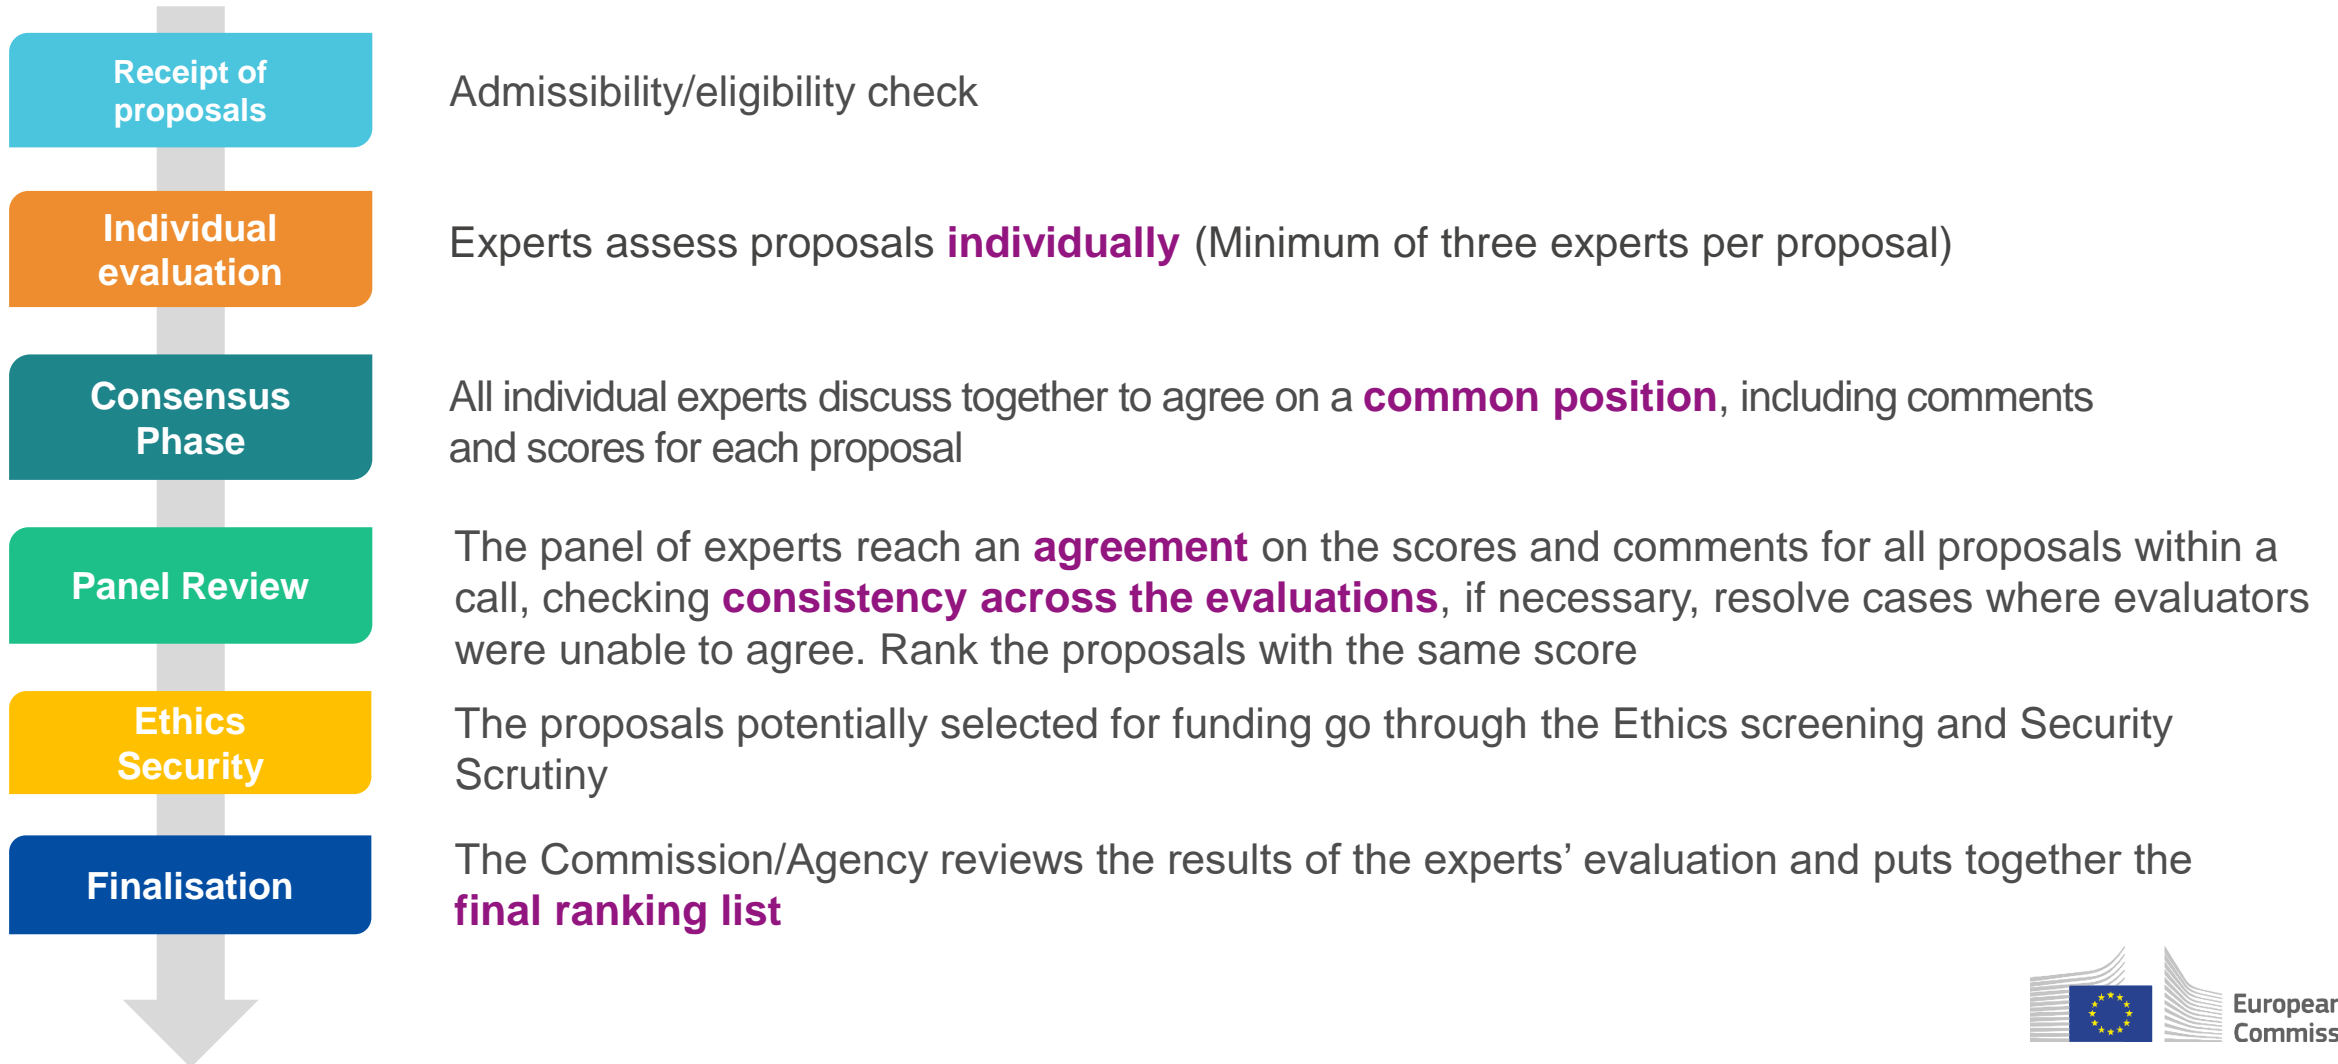 Receipt of
proposals
Admissibility/eligibility check
Individual
evaluation
Experts assess proposals individually (Minimum of three experts per proposal)
Consensus
Phase
All individual experts discuss together to agree on a common position, including comments
and scores for each proposal
Panel Review
The panel of experts reach an agreement on the scores and comments for all proposals within a
call, checking consistency across the evaluations, if necessary, resolve cases where evaluators
were unable to agree. Rank the proposals with the same score
Ethics
Security
The proposals potentially selected for funding go through the Ethics screening and Security
Scrutiny
Finalisation
The Commission/Agency reviews the results of the experts’ evaluation and puts together the
final ranking list
European
Commiss